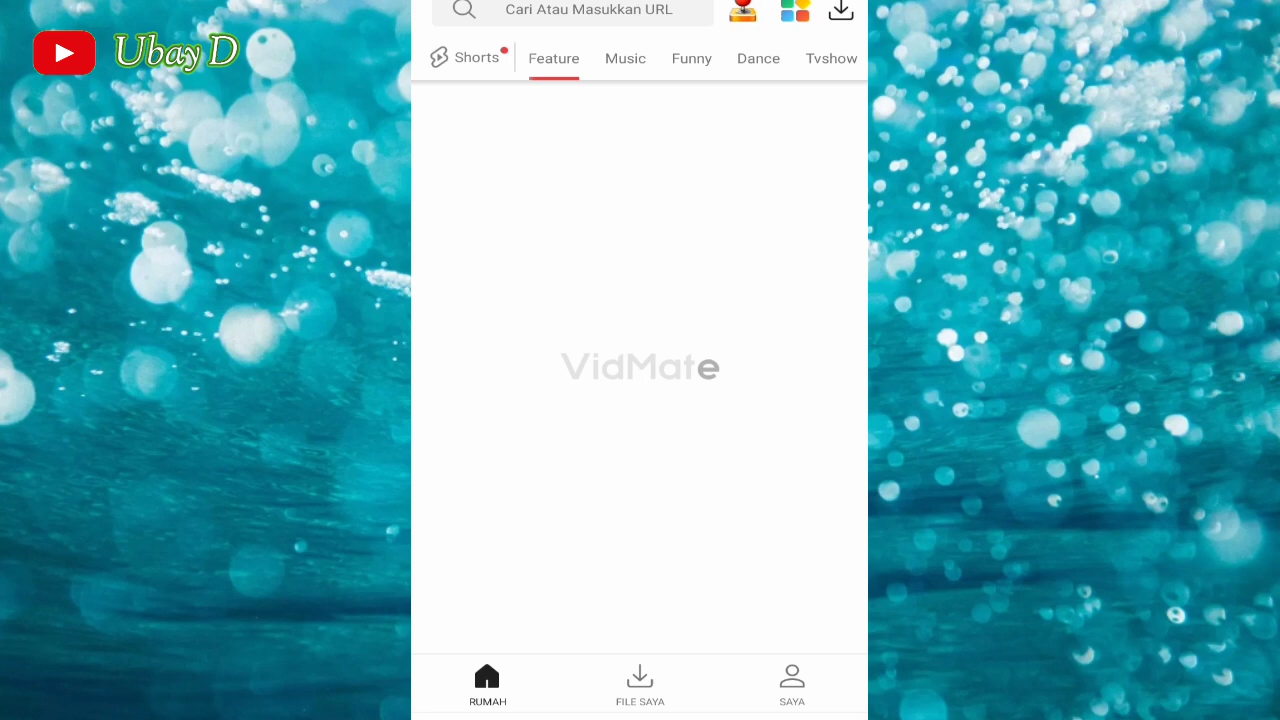 Ubay D
Cari Atau Masukkan URL
Shorts Feature Music Funny Dance Tvshow
VidMate
RUMAH FILE SAYA SAYA